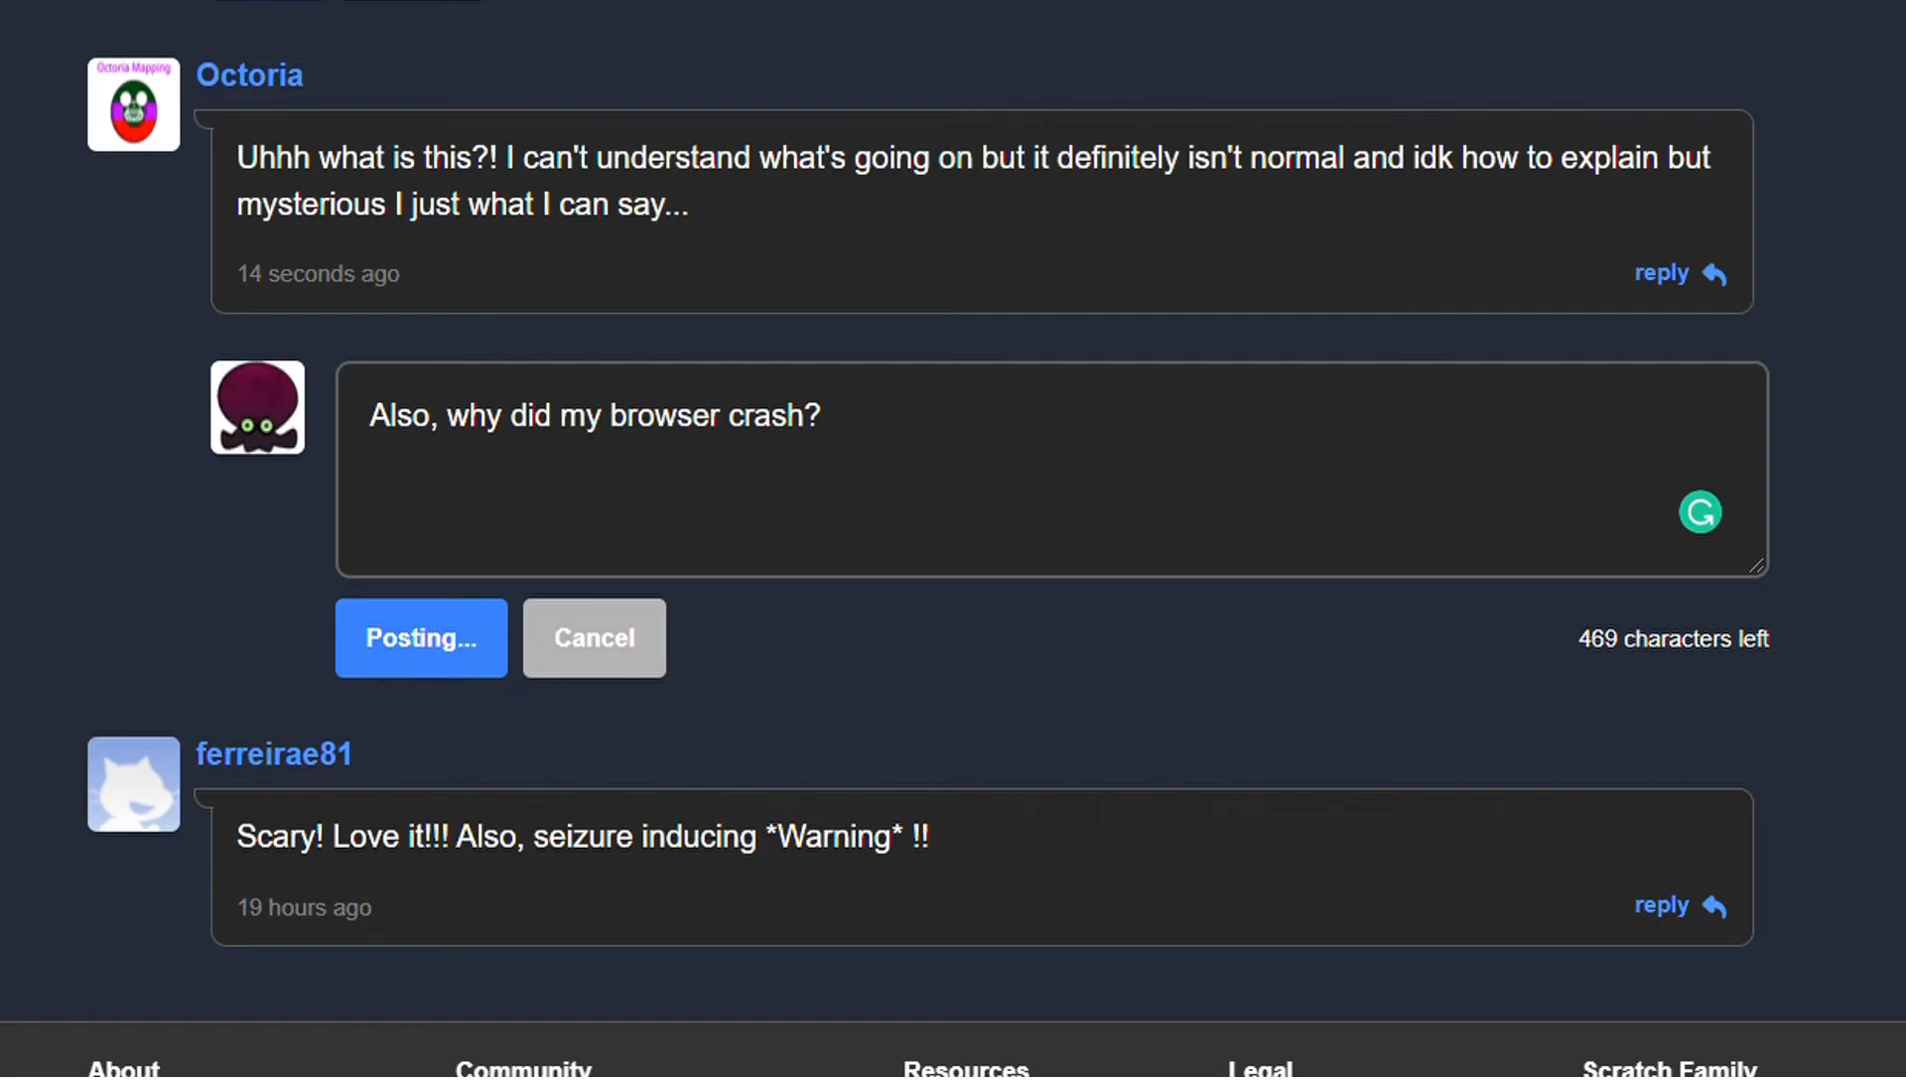 Octoria Mapping
Octoria
Uhhh what is this?! I can't understand what's going on but it definitely isn't normal and idk how to explain but
mysterious I just what I can say...
14 seconds ago
reply
Also, why did my browser crash?
Posting...
Cancel
469 characters left
ferreirae81
Scary! Love it!!! Also, seizure inducing *Warning* !!
19 hours ago
reply
About
Community
Resources
Legal
Scratch Family